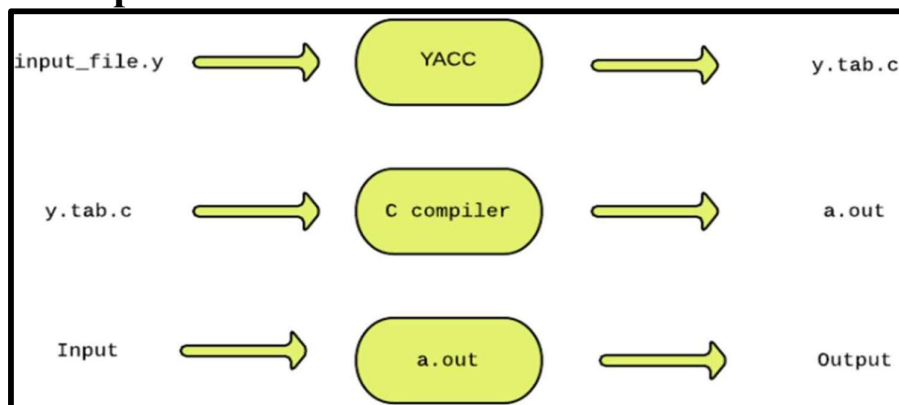 input_file.y YACC y.tab.c
y.tab.c C compiler a.out
Input a.out Output